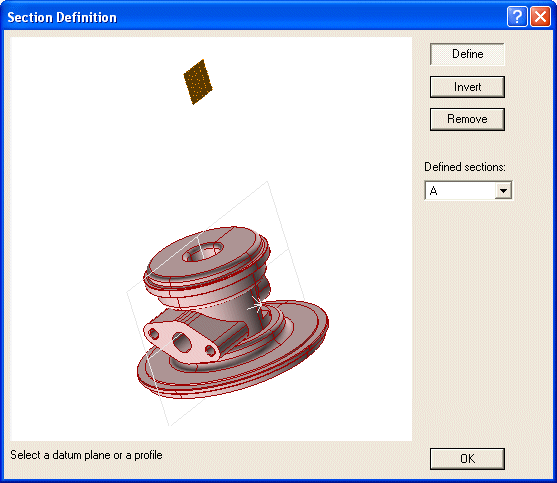 Section Definition
Define
Invert
Remove
Defined sections:
A
Select a datum plane or a profile
OK